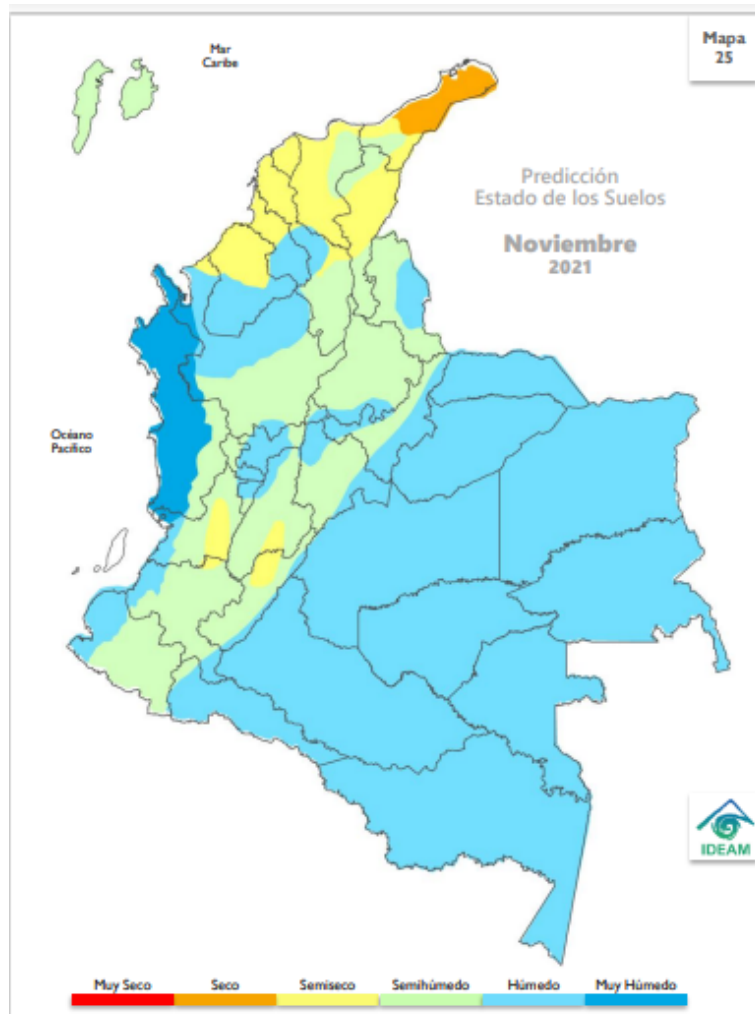 Mar
Caribe
Mapa
25
Predicción
Estado de los Suelos
Noviembre
2021
Océano
Pacífico
IDEAM
Muy Seco
Seco
Semiseco
Semihúmedo
Húmedo
Muy Húmedo